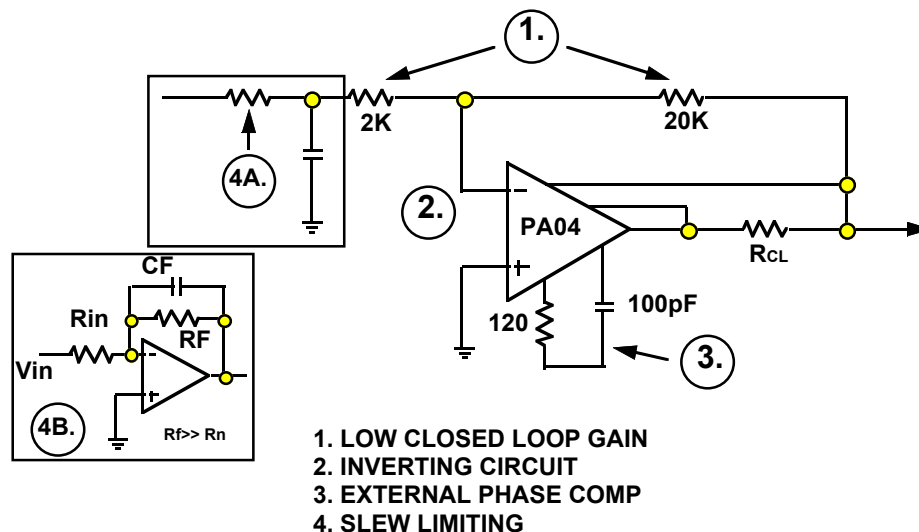 1.
2K
20K
4A.
2.
PA04
RCL
120
100pF
3.
CF
Rin
RF
Vin
4B.
Rf>> Rn
1. LOW CLOSED LOOP GAIN
2. INVERTING CIRCUIT
3. EXTERNAL PHASE COMP
4. SLEW LIMITING